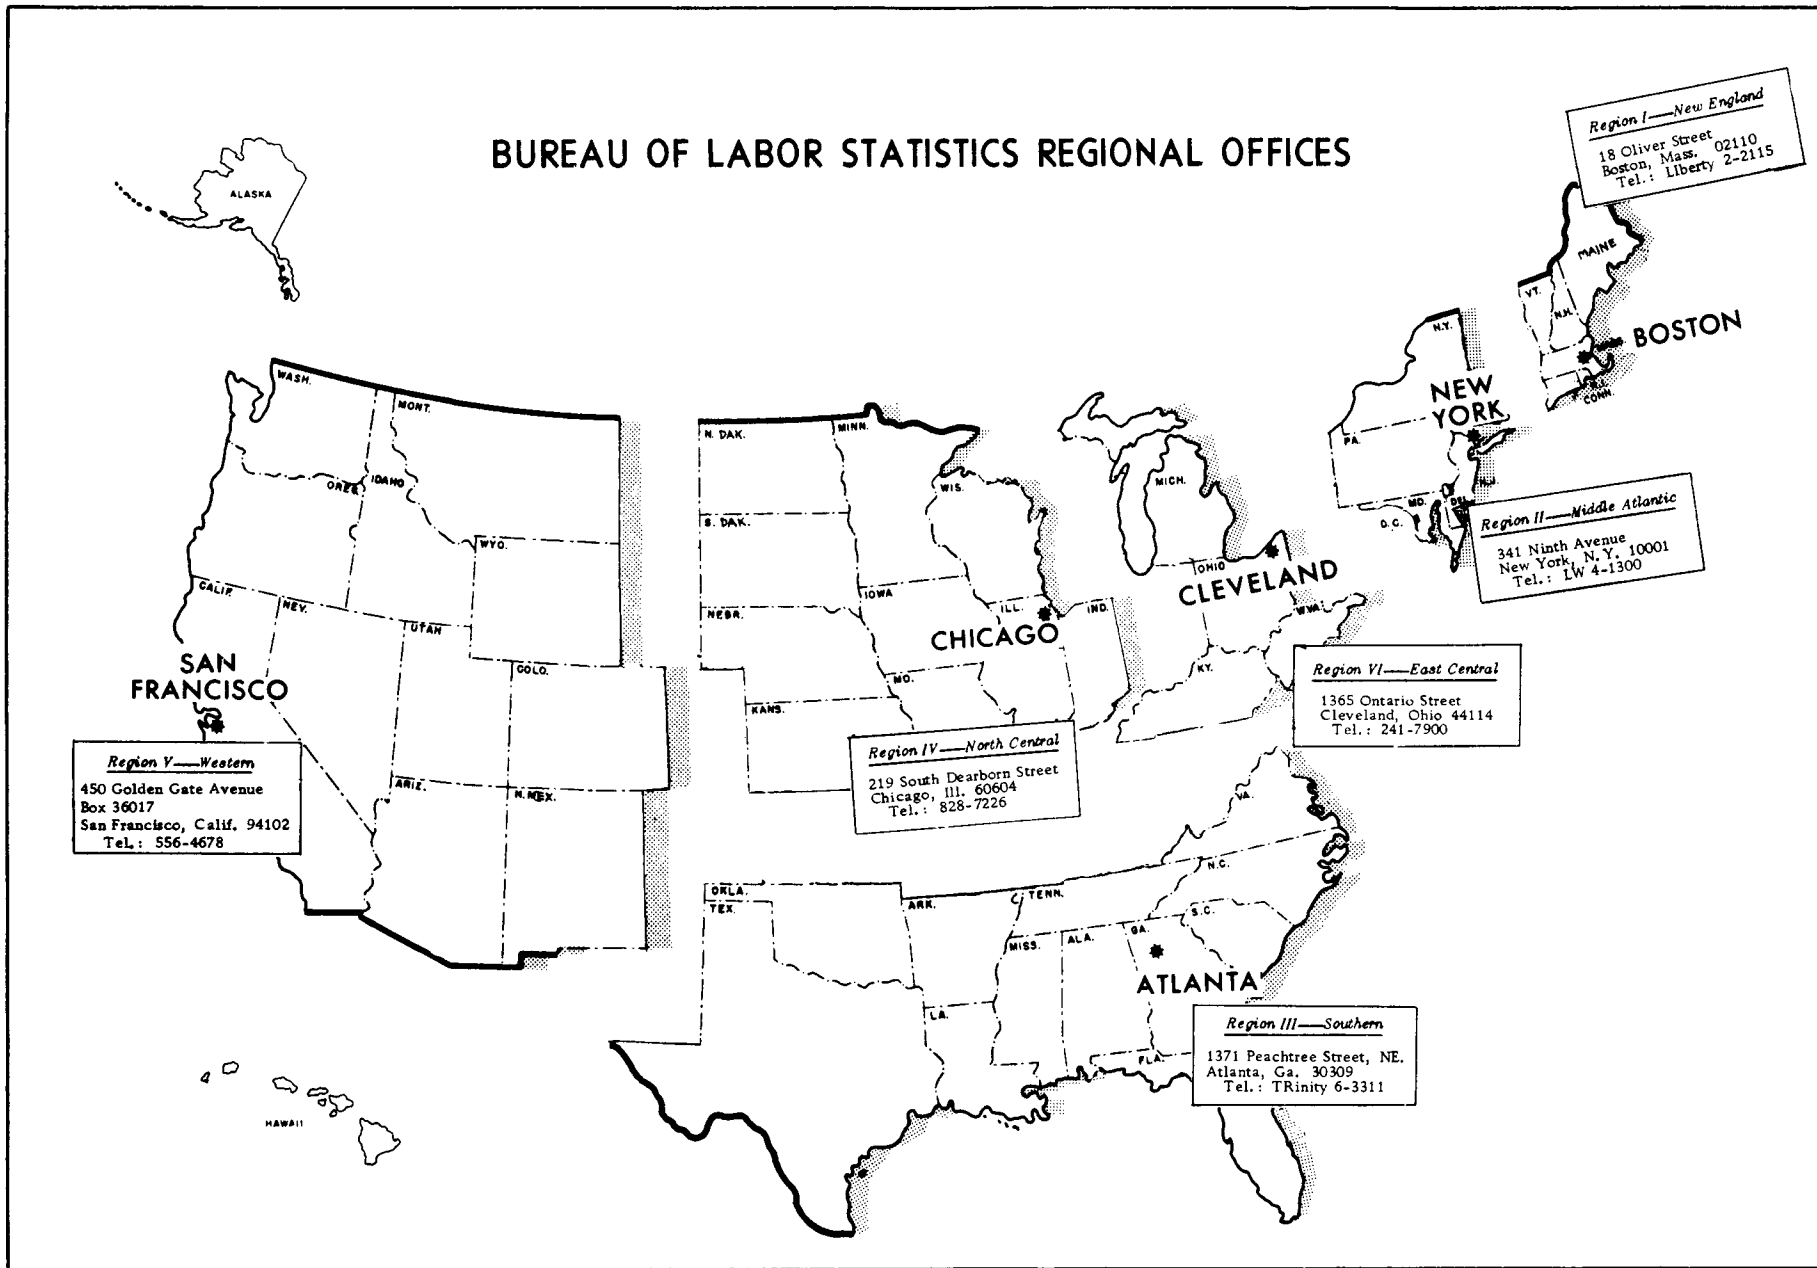 BUREAU OF LABOR STATISTICS REGIONAL OFFICES
Region I—New England
18 Oliver Street
Boston, Mass. 02110
Tel.: LIberty 2-2115
ALASKA
MAINE
VT.
N.H.
BOSTON
R.I.
CONN.
N.Y.
NEW
YORK
PA.
N.J.
MD.
DEL.
D.C.
Region II—Middle Atlantic
341 Ninth Avenue
New York, N.Y. 10001
Tel.: LW 4-1300
WASH.
MONT.
OREG.
IDAHO
WYO.
CALIF.
NEV.
UTAH
COLO.
ARIZ.
N.MEX.
SAN
FRANCISCO
Region V—Western
450 Golden Gate Avenue
Box 36017
San Francisco, Calif. 94102
Tel.: 556-4678
N. DAK.
MINN.
S. DAK.
WIS.
NEBR.
IOWA
ILL.
IND.
CHICAGO
KANS.
MO.
Region IV—North Central
219 South Dearborn Street
Chicago, Ill. 60604
Tel.: 828-7226
MICH.
OHIO
CLEVELAND
W.VA.
KY.
Region VI—East Central
1365 Ontario Street
Cleveland, Ohio 44114
Tel.: 241-7900
VA.
N.C.
OKLA.
TEX.
ARK.
TENN.
S.C.
MISS.
ALA.
GA.
ATLANTA
LA.
FLA.
Region III—Southern
1371 Peachtree Street, NE.
Atlanta, Ga. 30309
Tel.: TRinity 6-3311
HAWAII